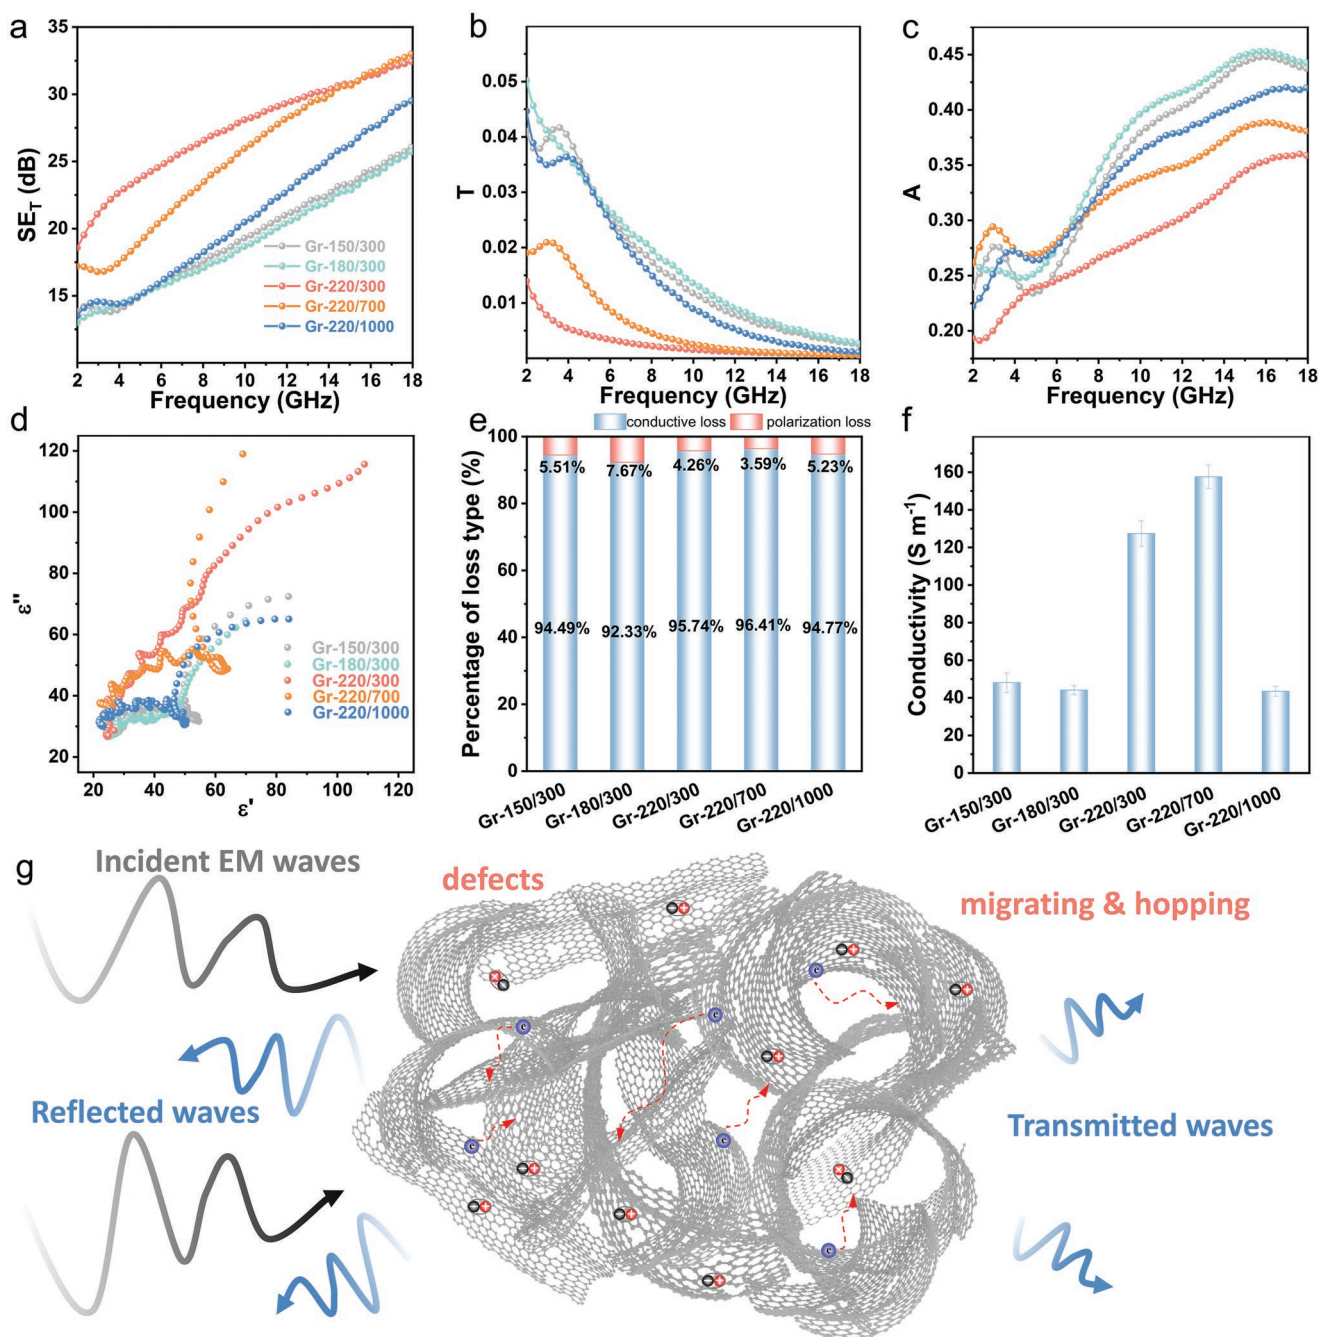 a
35
30
25
20
15
SE_T (dB)
Gr-150/300
Gr-180/300
Gr-220/300
Gr-220/700
Gr-220/1000
2 4 6 8 10 12 14 16 18
Frequency (GHz)
b
0.05
0.04
0.03
0.02
0.01
T
2 4 6 8 10 12 14 16 18
Frequency (GHz)
c
0.45
0.40
0.35
0.30
0.25
0.20
A
2 4 6 8 10 12 14 16 18
Frequency (GHz)
d
120
100
80
60
40
20
ε''
Gr-150/300
Gr-180/300
Gr-220/300
Gr-220/700
Gr-220/1000
20 40 60 80 100 120
ε'
e
conductive loss polarization loss
100
80
60
40
20
0
Percentage of loss type (%)
5.51% 7.67% 4.26% 3.59% 5.23%
94.49% 92.33% 95.74% 96.41% 94.77%
Gr-150/300
Gr-180/300
Gr-220/300
Gr-220/700
Gr-220/1000
f
160
140
120
100
80
60
40
20
0
Conductivity (S m⁻¹)
Gr-150/300
Gr-180/300
Gr-220/300
Gr-220/700
Gr-220/1000
g
Incident EM waves
defects
migrating & hopping
Reflected waves
Transmitted waves
e
e
e
e
e
e